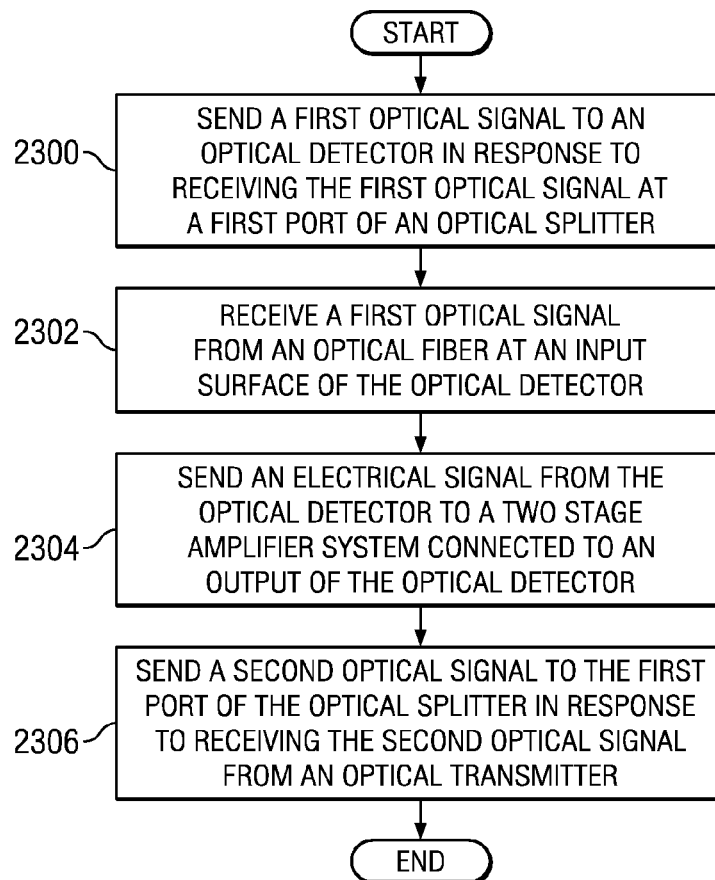 START
2300
SEND A FIRST OPTICAL SIGNAL TO AN
OPTICAL DETECTOR IN RESPONSE TO
RECEIVING THE FIRST OPTICAL SIGNAL AT
A FIRST PORT OF AN OPTICAL SPLITTER
2302
RECEIVE A FIRST OPTICAL SIGNAL
FROM AN OPTICAL FIBER AT AN INPUT
SURFACE OF THE OPTICAL DETECTOR
2304
SEND AN ELECTRICAL SIGNAL FROM THE
OPTICAL DETECTOR TO A TWO STAGE
AMPLIFIER SYSTEM CONNECTED TO AN
OUTPUT OF THE OPTICAL DETECTOR
2306
SEND A SECOND OPTICAL SIGNAL TO THE FIRST
PORT OF THE OPTICAL SPLITTER IN RESPONSE
TO RECEIVING THE SECOND OPTICAL SIGNAL
FROM AN OPTICAL TRANSMITTER
END